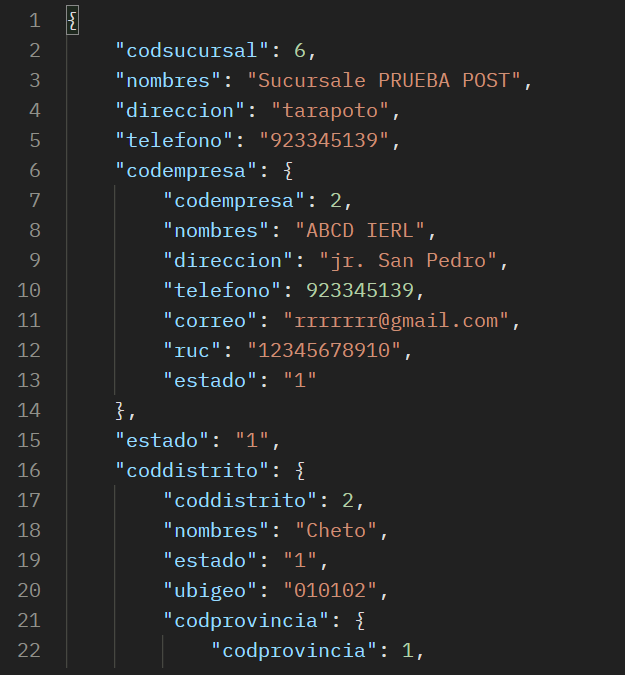 1 {
2 "codsucursal": 6,
3 "nombres": "Sucursale PRUEBA POST",
4 "direccion": "tarapoto",
5 "telefono": "923345139",
6 "codempresa": {
7 "codempresa": 2,
8 "nombres": "ABCD IERL",
9 "direccion": "jr. San Pedro",
10 "telefono": 923345139,
11 "correo": "rrrrrrr@gmail.com",
12 "ruc": "12345678910",
13 "estado": "1"
14 },
15 "estado": "1",
16 "coddistrito": {
17 "coddistrito": 2,
18 "nombres": "Cheto",
19 "estado": "1",
20 "ubigeo": "010102",
21 "codprovincia": {
22 "codprovincia": 1,